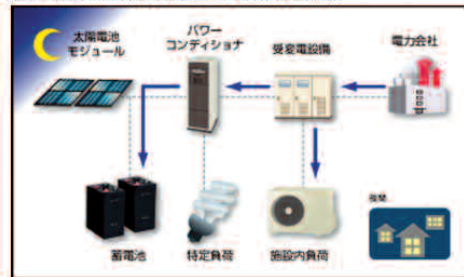 太陽電池
モジュール
パワー
コンディショナ
受変電設備
電力会社
蓄電池
特定負荷
施設内負荷
夜間